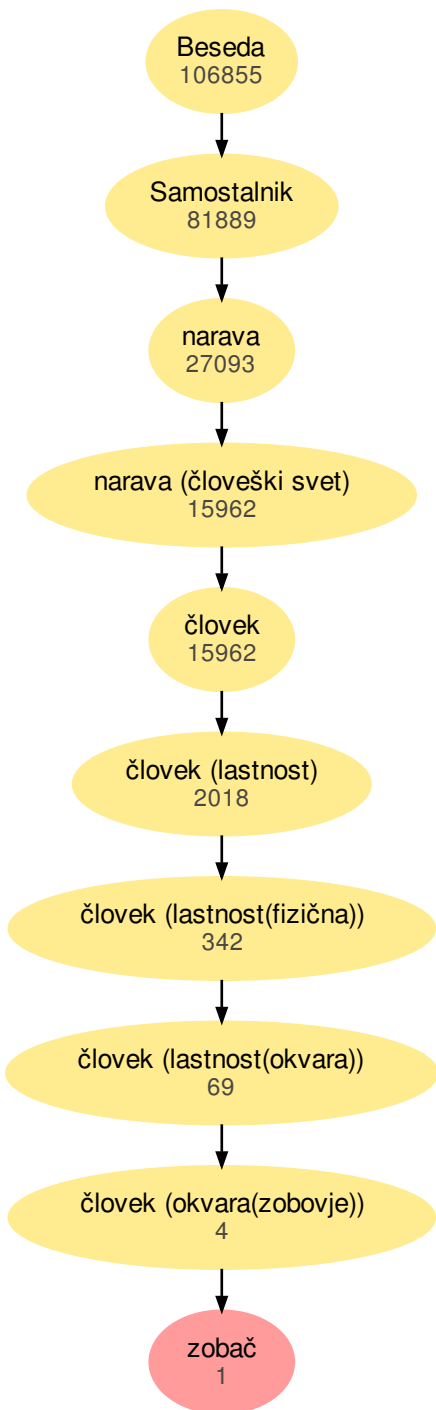 Beseda
106855
Samostalnik
81889
narava
27093
narava (človeški svet)
15962
človek
15962
človek (lastnost)
2018
človek (lastnost(fizična))
342
človek (lastnost(okvara))
69
človek (okvara(zobovje))
4
zobač
1